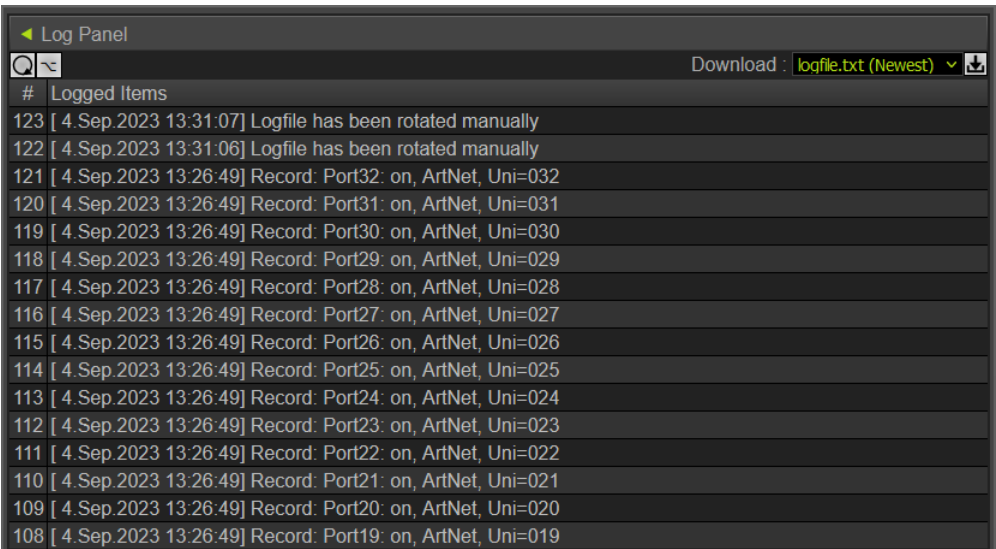 Log Panel
Download : logfile.txt (Newest)
# Logged Items
123 [ 4.Sep.2023 13:31:07] Logfile has been rotated manually
122 [ 4.Sep.2023 13:31:06] Logfile has been rotated manually
121 [ 4.Sep.2023 13:26:49] Record: Port32: on, ArtNet, Uni=032
120 [ 4.Sep.2023 13:26:49] Record: Port31: on, ArtNet, Uni=031
119 [ 4.Sep.2023 13:26:49] Record: Port30: on, ArtNet, Uni=030
118 [ 4.Sep.2023 13:26:49] Record: Port29: on, ArtNet, Uni=029
117 [ 4.Sep.2023 13:26:49] Record: Port28: on, ArtNet, Uni=028
116 [ 4.Sep.2023 13:26:49] Record: Port27: on, ArtNet, Uni=027
115 [ 4.Sep.2023 13:26:49] Record: Port26: on, ArtNet, Uni=026
114 [ 4.Sep.2023 13:26:49] Record: Port25: on, ArtNet, Uni=025
113 [ 4.Sep.2023 13:26:49] Record: Port24: on, ArtNet, Uni=024
112 [ 4.Sep.2023 13:26:49] Record: Port23: on, ArtNet, Uni=023
111 [ 4.Sep.2023 13:26:49] Record: Port22: on, ArtNet, Uni=022
110 [ 4.Sep.2023 13:26:49] Record: Port21: on, ArtNet, Uni=021
109 [ 4.Sep.2023 13:26:49] Record: Port20: on, ArtNet, Uni=020
108 [ 4.Sep.2023 13:26:49] Record: Port19: on, ArtNet, Uni=019